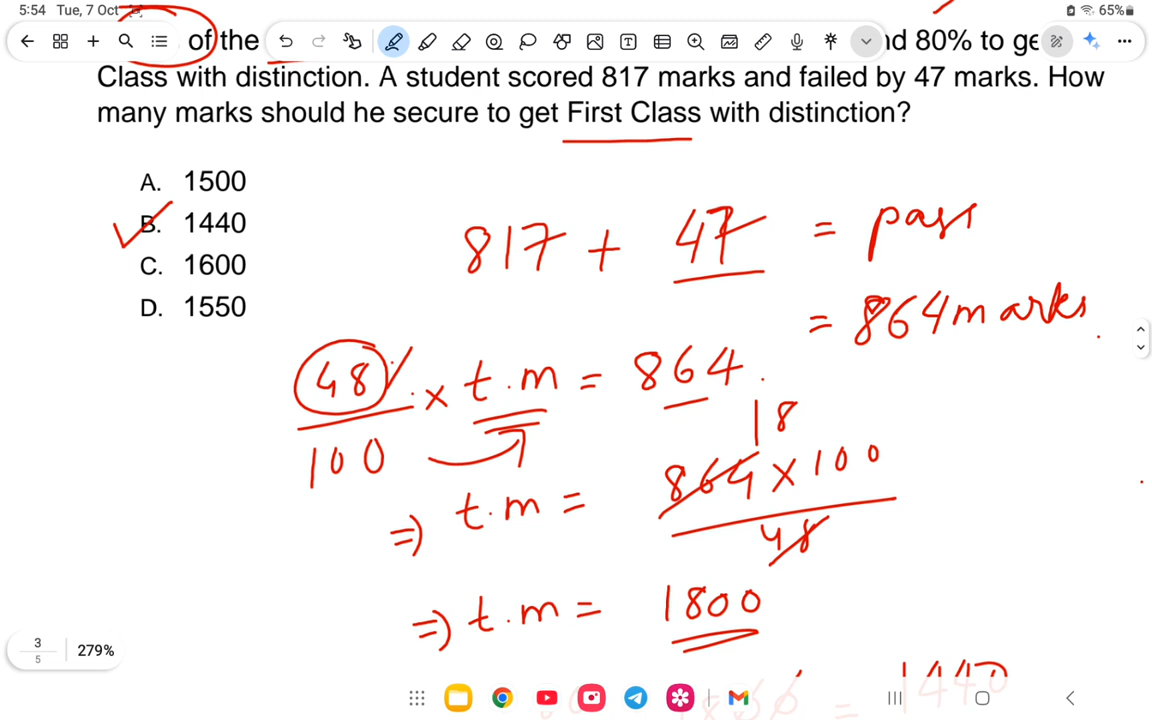 5:54 Tue, 7 Oct 65%
of the nd 80% to ge
Class with distinction. A student scored 817 marks and failed by 47 marks. How
many marks should he secure to get First Class with distinction?
A. 1500
B. 1440
C. 1600
D. 1550
817 + 47 = pass
= 864 marks.
48% × t.m = 864.
100
18
⇒ t.m = 864 × 100
48
⇒ t.m = 1800
= 1440
3
5
279%